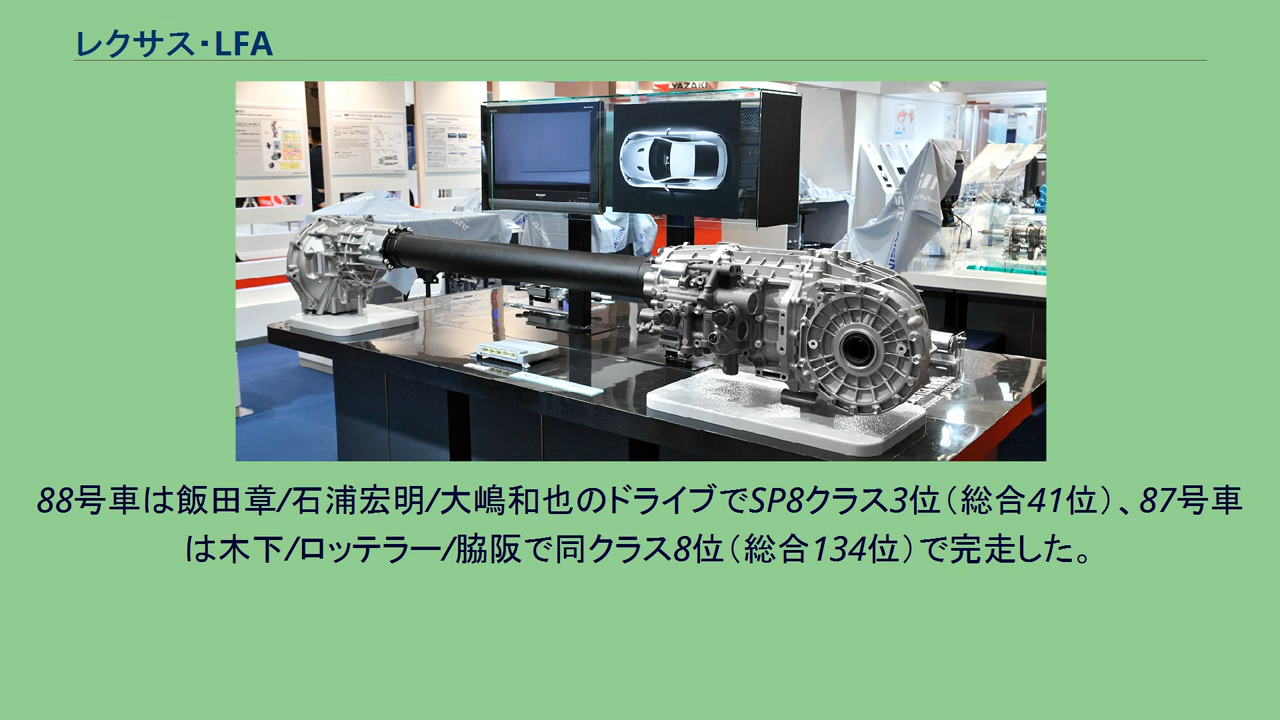 レクサス・LFA
YAZAKI
SHARP
AISIN
88号車は飯田章/石浦宏明/大嶋和也のドライブでSP8クラス3位（総合41位）、87号車
は木下/ロッテラー/脇阪で同クラス8位（総合134位）で完走した。